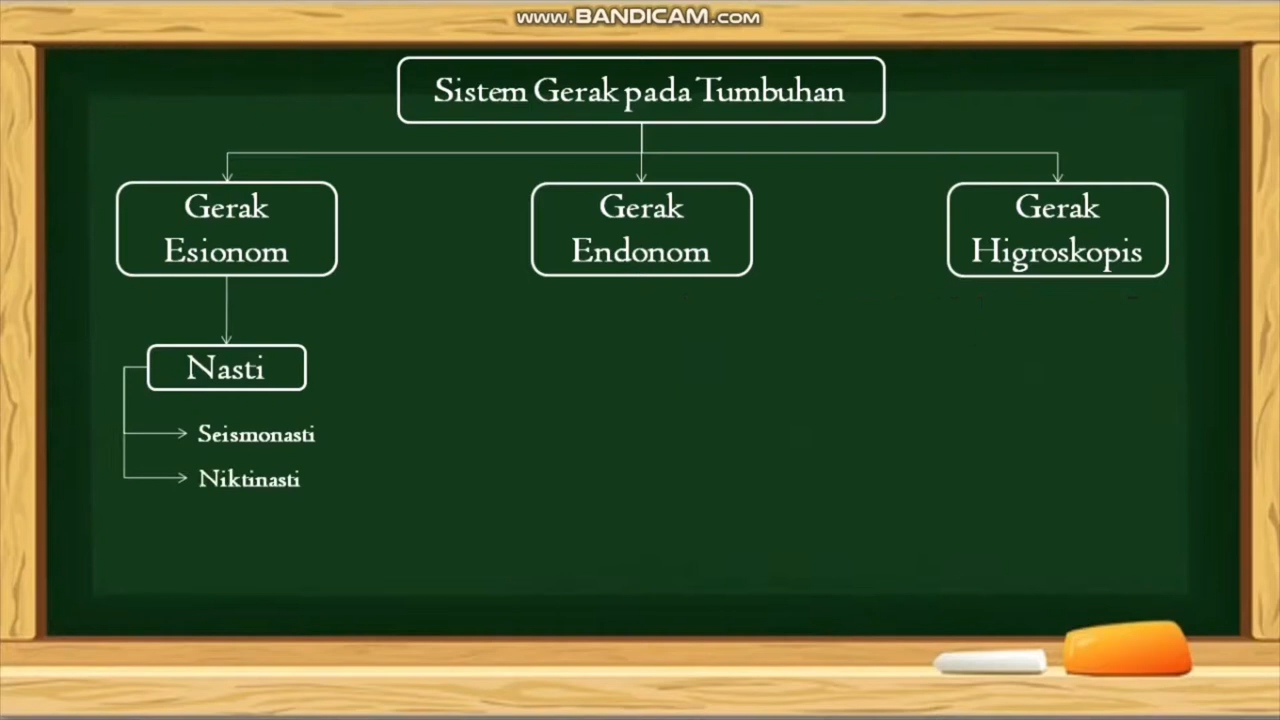 www.BANDICAM.com
Sistem Gerak pada Tumbuhan
Gerak
Esionom
Gerak
Endonom
Gerak
Higroskopis
Nasti
Seismonasti
Niktinasti